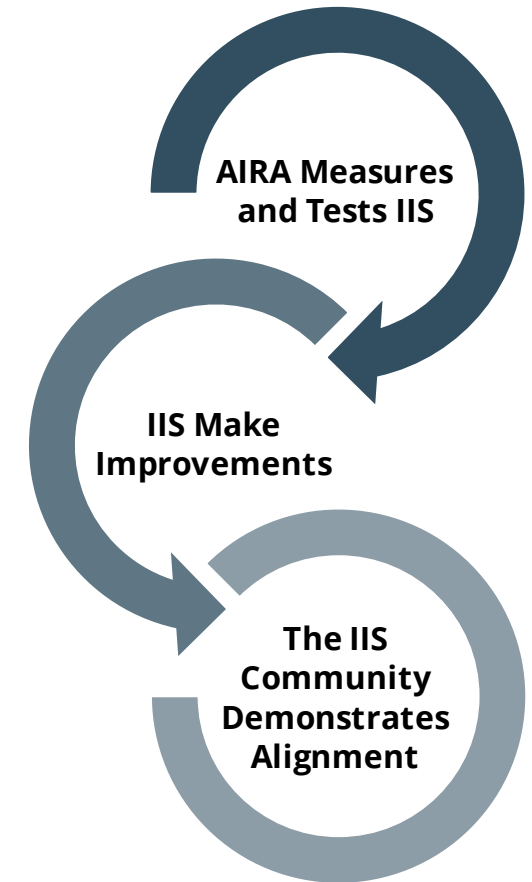 AIRA Measures
and Tests IIS
IIS Make
Improvements
The IIS
Community
Demonstrates
Alignment